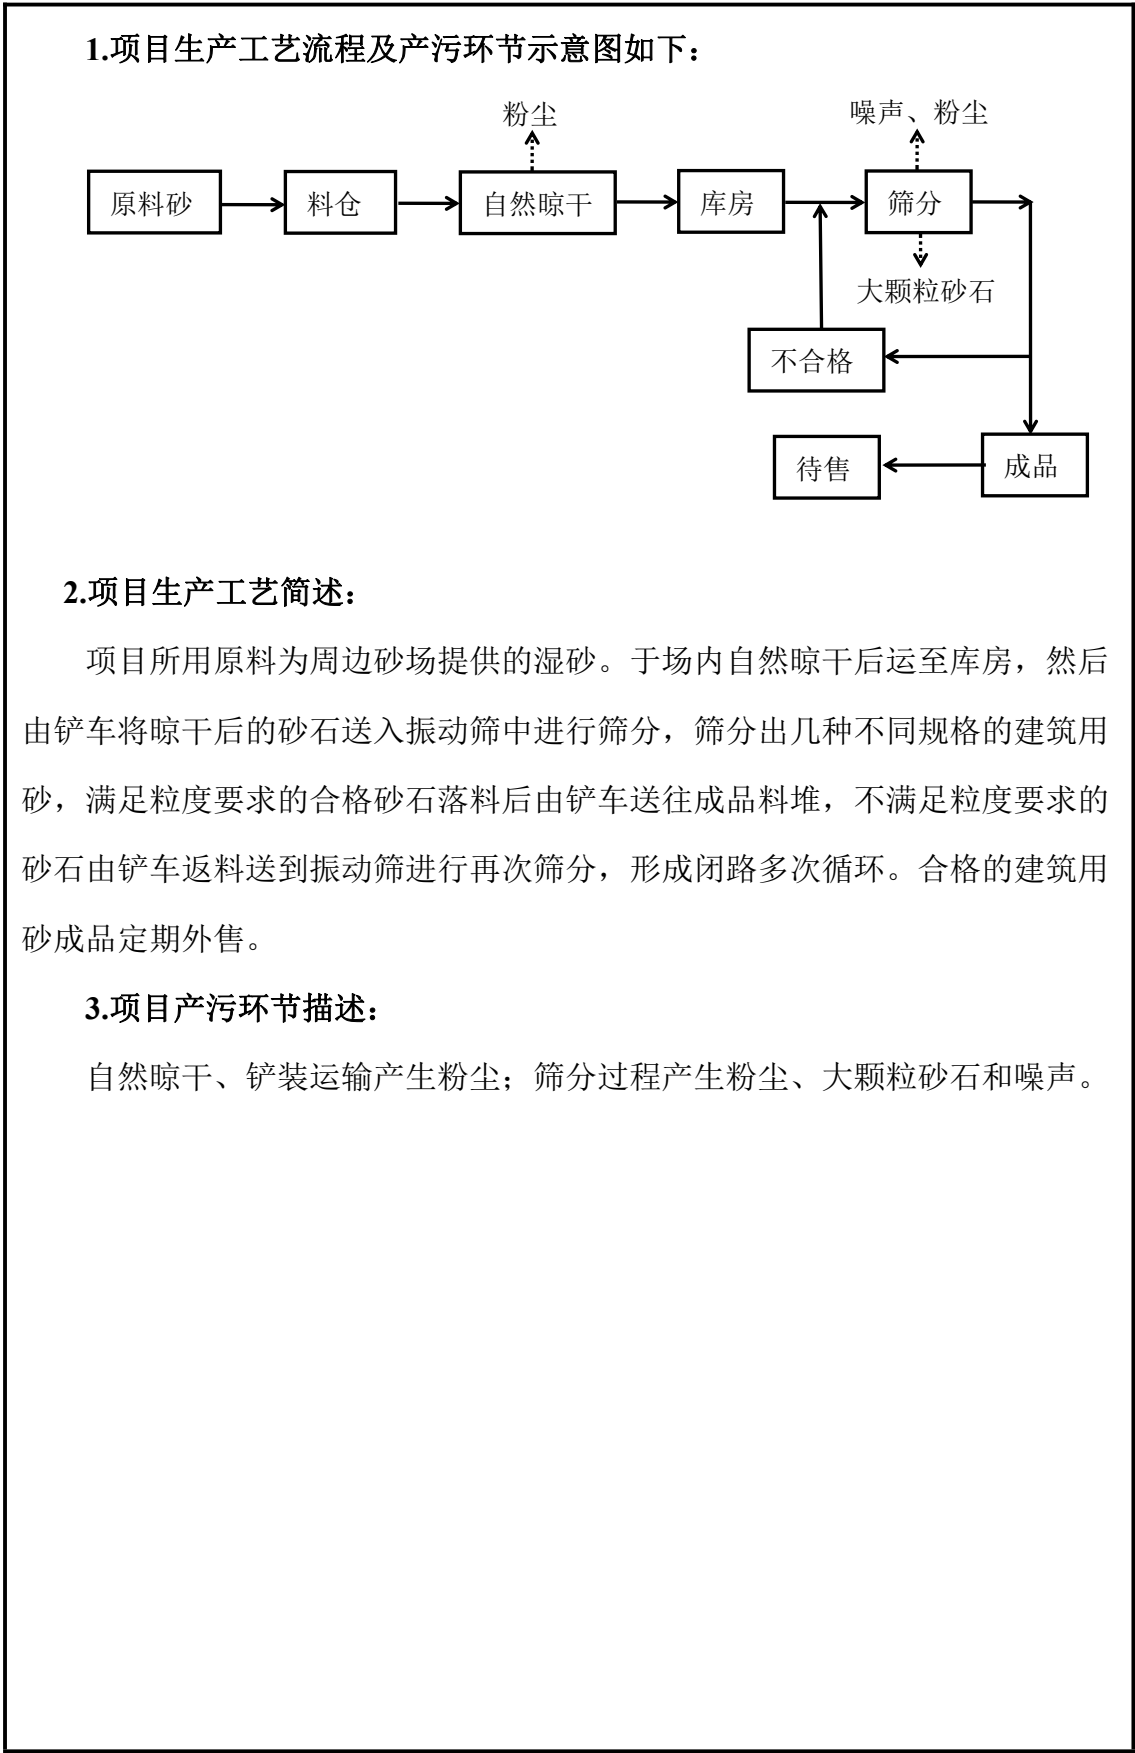 1.项目生产工艺流程及产污环节示意图如下：
粉尘
噪声、粉尘
原料砂
料仓
自然晾干
库房
筛分
大颗粒砂石
不合格
待售
成品
2.项目生产工艺简述：
项目所用原料为周边砂场提供的湿砂。于场内自然晾干后运至库房，然后
由铲车将晾干后的砂石送入振动筛中进行筛分，筛分出几种不同规格的建筑用
砂，满足粒度要求的合格砂石落料后由铲车送往成品料堆，不满足粒度要求的
砂石由铲车返料送到振动筛进行再次筛分，形成闭路多次循环。合格的建筑用
砂成品定期外售。
3.项目产污环节描述：
自然晾干、铲装运输产生粉尘；筛分过程产生粉尘、大颗粒砂石和噪声。